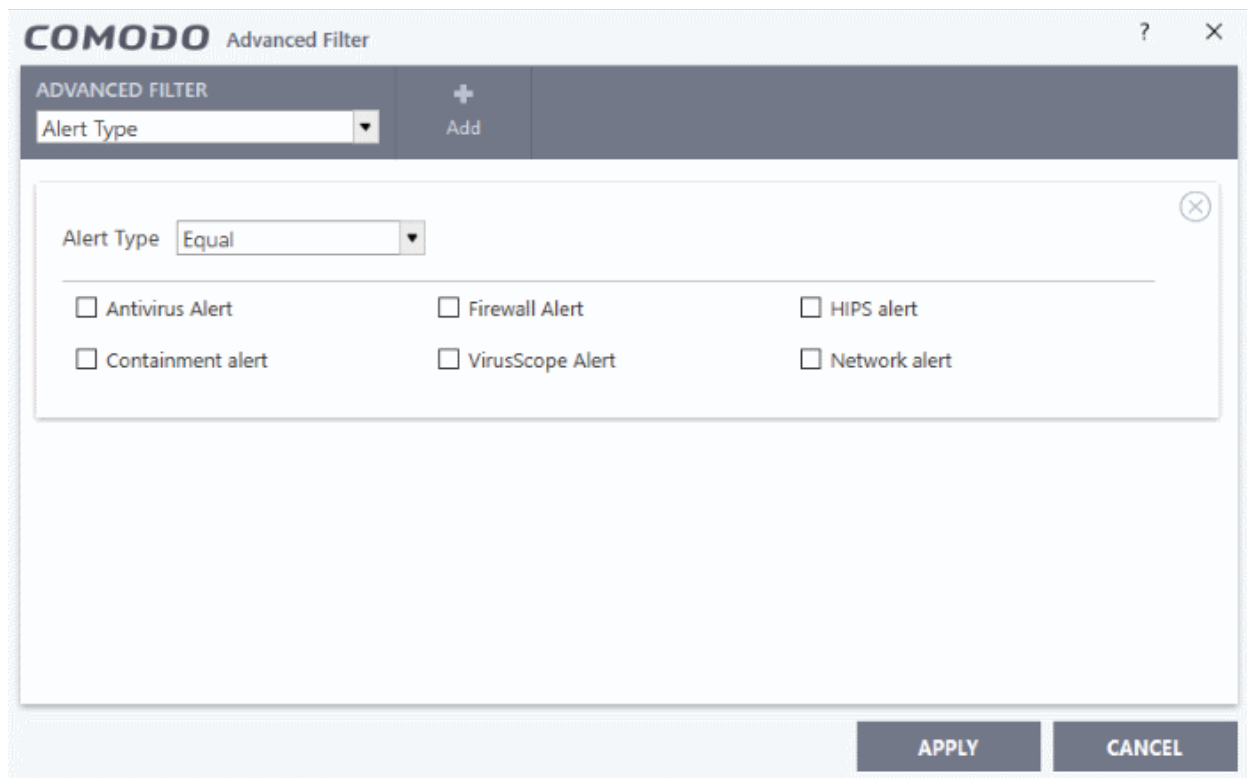 COMODO Advanced Filter ?
ADVANCED FILTER
Alert Type
Add
Alert Type Equal
Antivirus Alert Firewall Alert HIPS alert
Containment alert VirusScope Alert Network alert
APPLY CANCEL